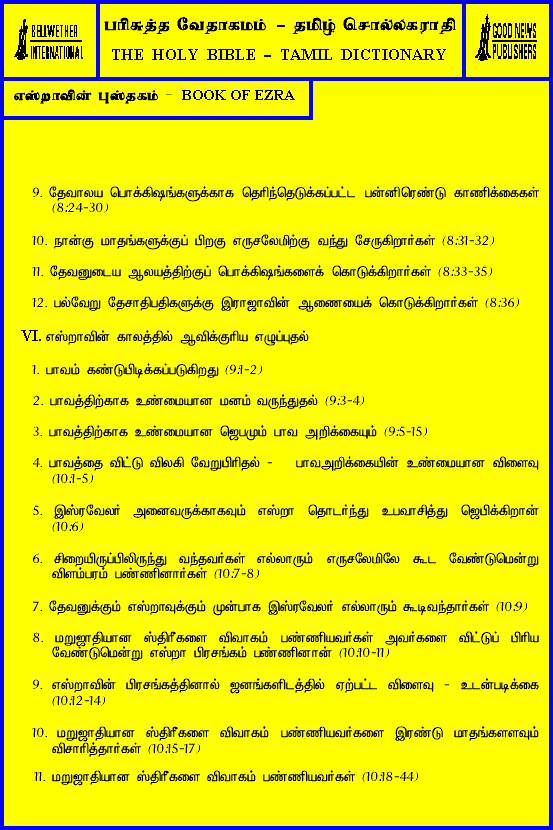 BELLWETHER
INTERNATIONAL
பரிசுத்த வேதாகமம் – தமிழ் சொல்லகராதி
THE HOLY BIBLE – TAMIL DICTIONARY
GOOD NEWS
PUBLISHERS
எஸ்றாவின் புஸ்தகம் - BOOK OF EZRA
9. தேவாலய பொக்கிஷங்களுக்காக தெரிந்தெடுக்கப்பட்ட பன்னிரெண்டு காணிக்கைகள்
(8:24-30)
10. நான்கு மாதங்களுக்குப் பிறகு எருசலேமிற்கு வந்து சேருகிறார்கள் (8:31-32)
11. தேவனுடைய ஆலயத்திற்குப் பொக்கிஷங்களைக் கொடுக்கிறார்கள் (8:33-35)
12. பல்வேறு தேசாதிபதிகளுக்கு இராஜாவின் ஆணையைக் கொடுக்கிறார்கள் (8:36)
VI. எஸ்றாவின் காலத்தில் ஆவிக்குரிய எழுப்புதல்
1. பாவம் கண்டுபிடிக்கப்படுகிறது (9:1-2)
2. பாவத்திற்காக உண்மையான மனம் வருந்துதல் (9:3-4)
3. பாவத்திற்காக உண்மையான ஜெபமும் பாவ அறிக்கையும் (9:5-15)
4. பாவத்தை விட்டு விலகி வேறுபிரிதல் - பாவஅறிக்கையின் உண்மையான விளைவு
(10:1-5)
5. இஸ்ரவேலர் அனைவருக்காகவும் எஸ்றா தொடர்ந்து உபவாசித்து ஜெபிக்கிறான்
(10:6)
6. சிறையிருப்பிலிருந்து வந்தவர்கள் எல்லாரும் எருசலேமிலே கூட வேண்டுமென்று
விளம்பரம் பண்ணினார்கள் (10:7-8)
7. தேவனுக்கும் எஸ்றாவுக்கும் முன்பாக இஸ்ரவேலர் எல்லாரும் கூடிவந்தார்கள் (10:9)
8. மறுஜாதியான ஸ்திரீகளை விவாகம் பண்ணியவர்கள் அவர்களை விட்டுப் பிரிய
வேண்டுமென்று எஸ்றா பிரசங்கம் பண்ணினான் (10:10-11)
9. எஸ்றாவின் பிரசங்கத்தினால் ஜனங்களிடத்தில் ஏற்பட்ட விளைவு - உடன்படிக்கை
(10:12-14)
10. மறுஜாதியான ஸ்திரீகளை விவாகம் பண்ணியவர்களை இரண்டு மாதங்களளவும்
விசாரித்தார்கள் (10:15-17)
11. மறுஜாதியான ஸ்திரீகளை விவாகம் பண்ணியவர்கள் (10:18-44)